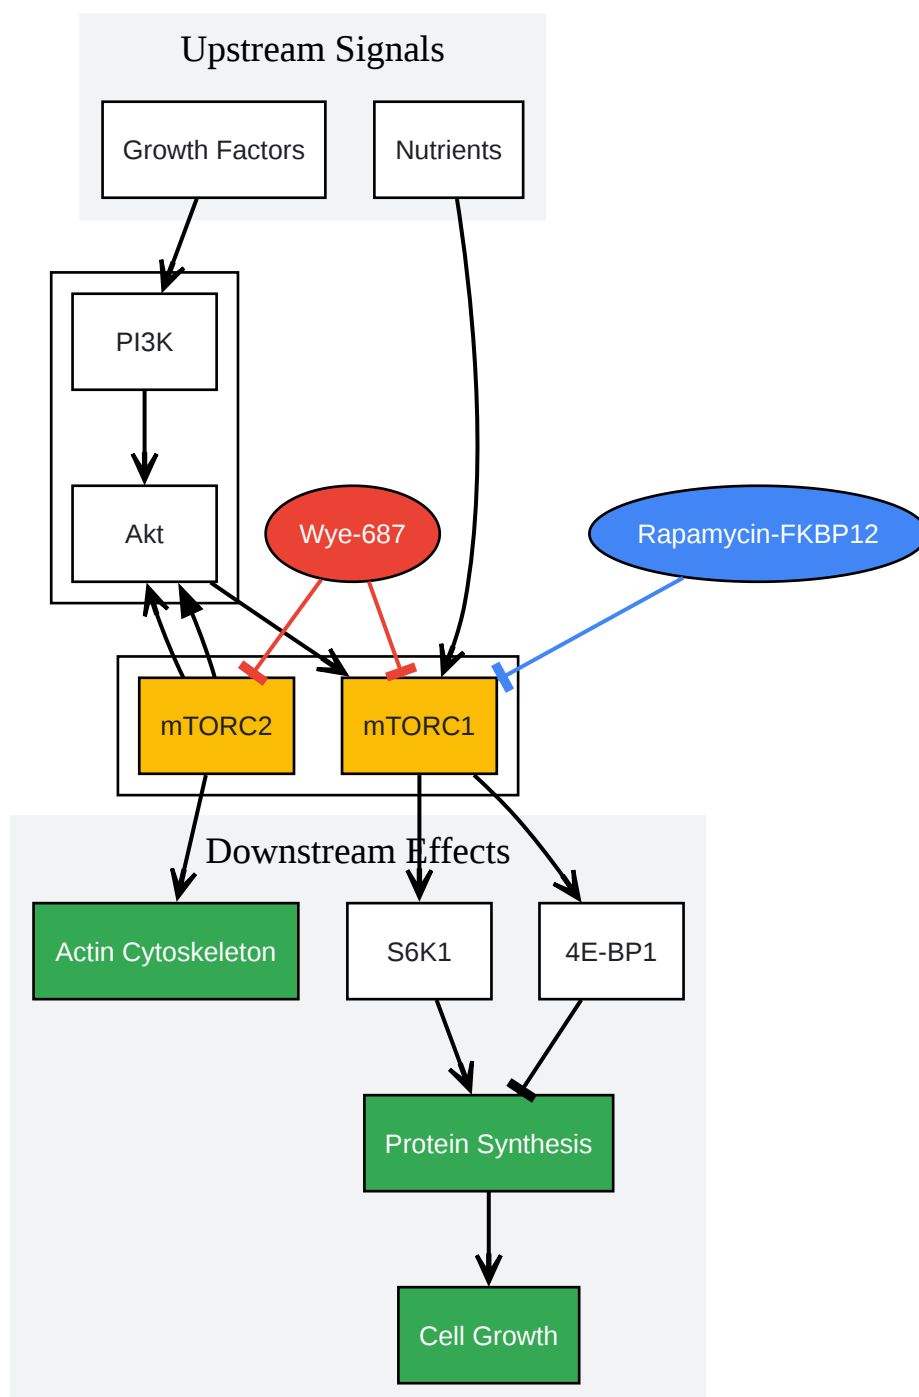 Upstream Signals
Growth Factors
Nutrients
PI3K
Akt
Wye-687
Rapamycin-FKBP12
mTORC2
mTORC1
Downstream Effects
Actin Cytoskeleton
S6K1
4E-BP1
Protein Synthesis
Cell Growth